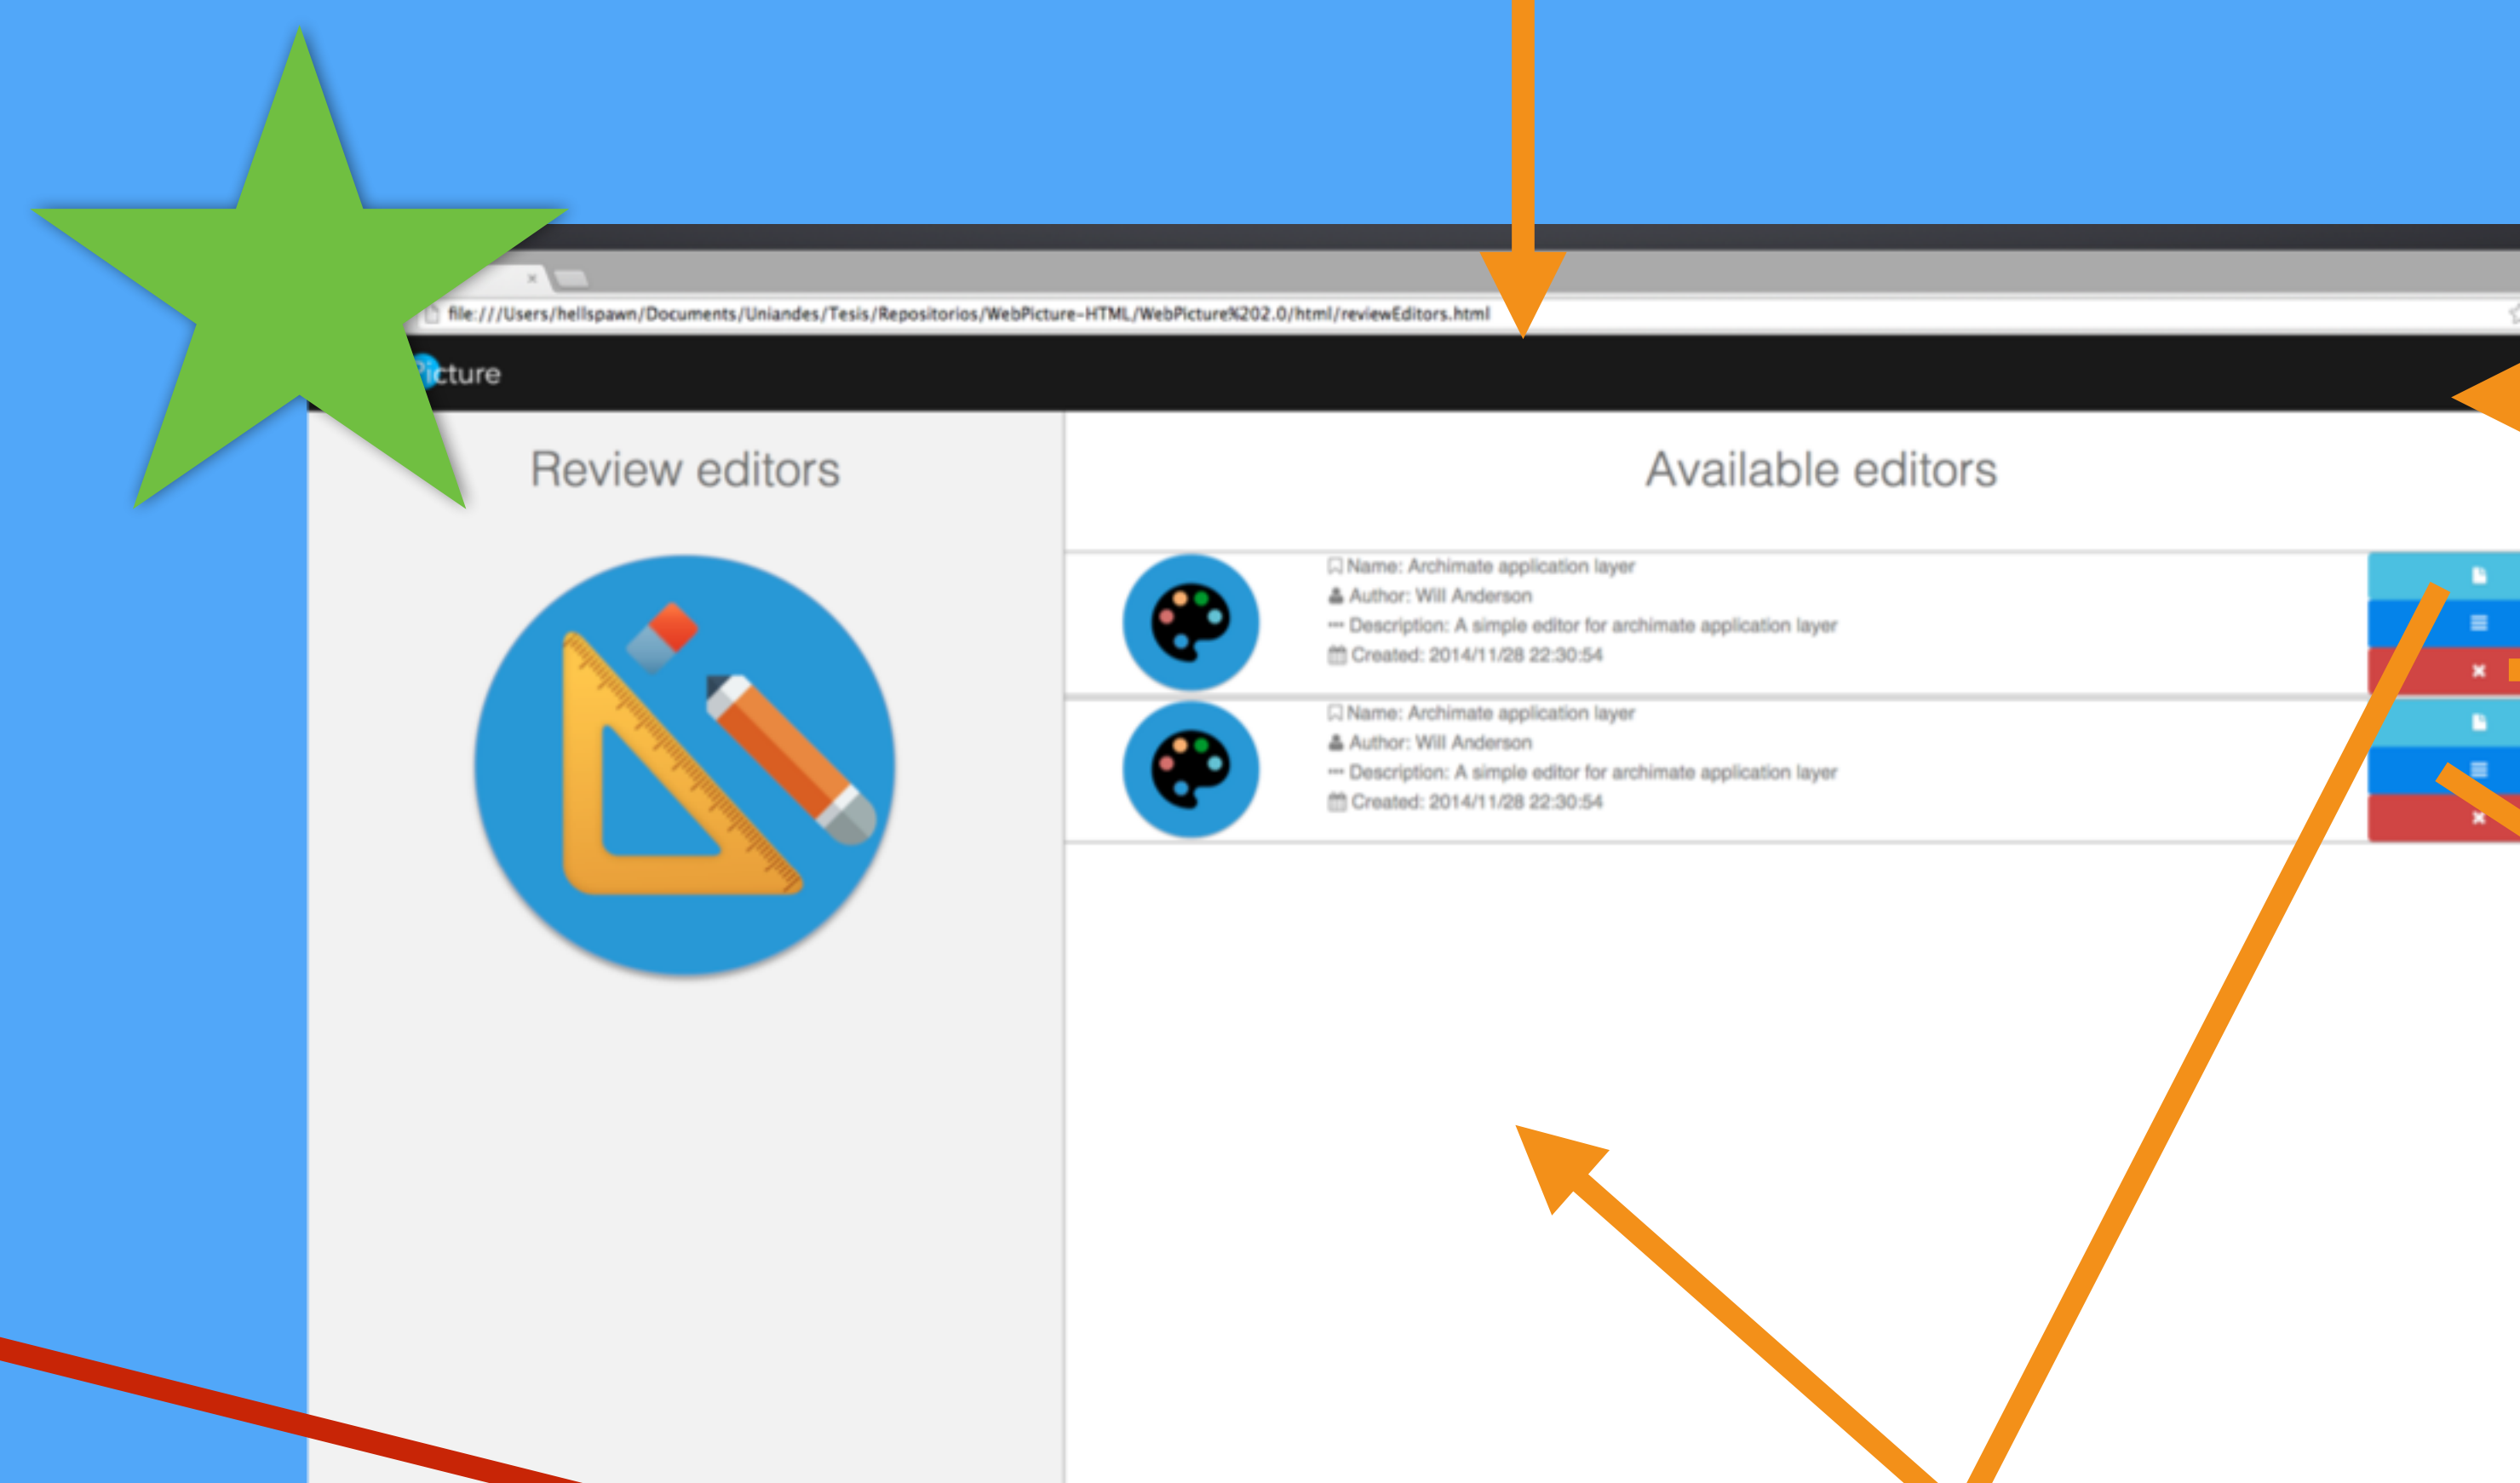 file:///Users/hellspawn/Documents/Uniandes/Tesis/Repositorios/WebPicture-HTML/WebPicture%202.0/html/reviewEditors.html
Picture
Review editors
Available editors
Name: Archimate application layer
Author: Will Anderson
Description: A simple editor for archimate application layer
Created: 2014/11/28 22:30:54
Name: Archimate application layer
Author: Will Anderson
Description: A simple editor for archimate application layer
Created: 2014/11/28 22:30:54